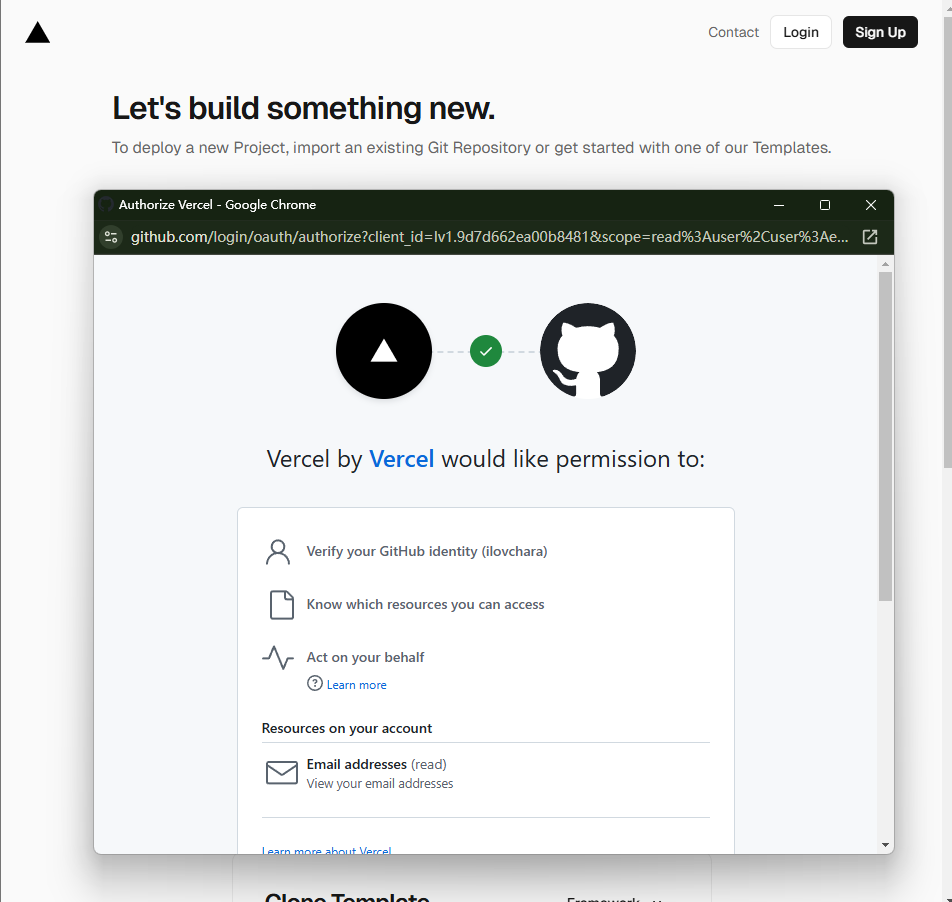 Contact
Login
Sign Up
Let's build something new.
To deploy a new Project, import an existing Git Repository or get started with one of our Templates.
Authorize Vercel - Google Chrome
github.com/login/oauth/authorize?client_id=Iv1.9d7d662ea00b8481&scope=read%3Auser%2Cuser%3Ae...
Vercel by Vercel would like permission to:
Verify your GitHub identity (ilovchara)
Know which resources you can access
Act on your behalf
Learn more
Resources on your account
Email addresses (read)
View your email addresses
Learn more about Vercel
Clone Template
Framework